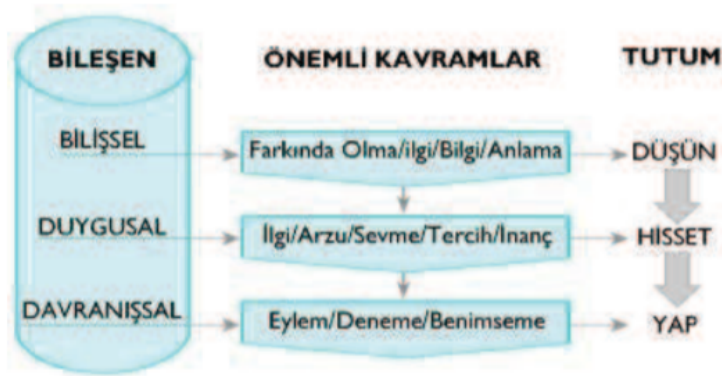 BİLEŞEN ÖNEMLİ KAVRAMLAR TUTUM
BİLİŞSEL Farkında Olma/ilgi/Bilgi/Anlama DÜŞÜN
DUYGUSAL İlgi/Arzu/Sevme/Tercih/İnanç HİSSET
DAVRANIŞSAL Eylem/Deneme/Benimseme YAP